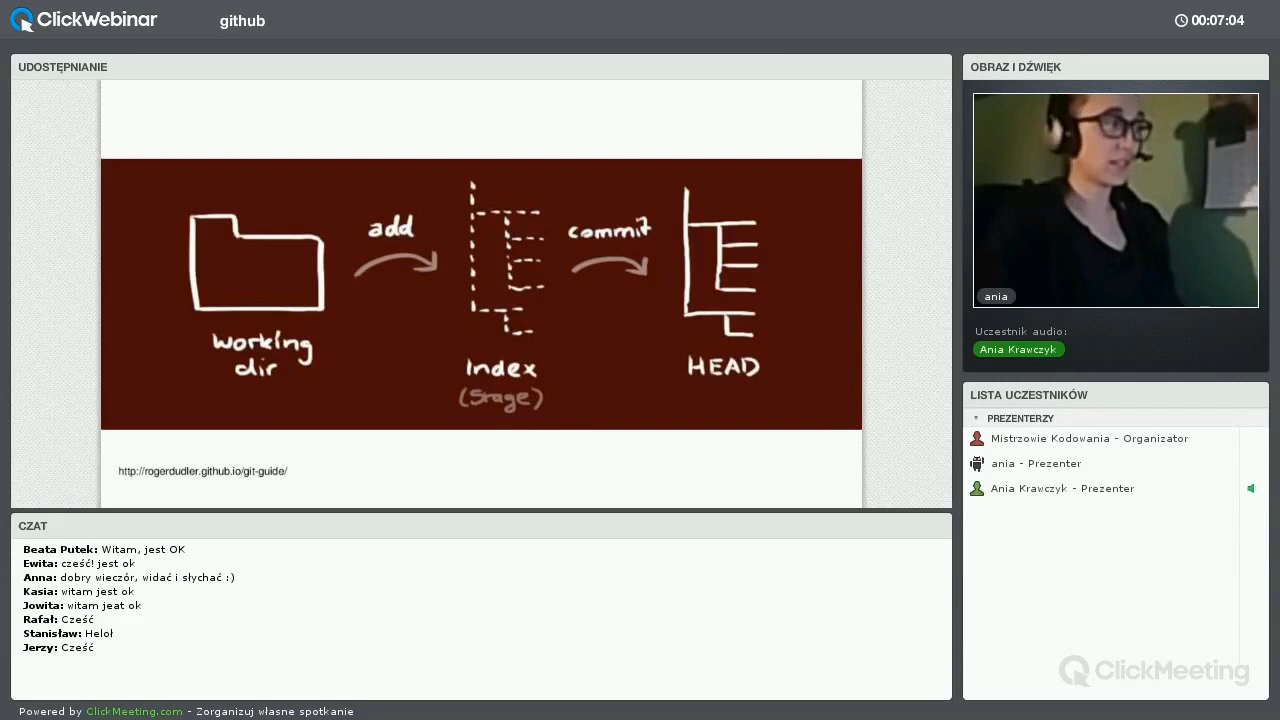 ClickWebinar
github
00:07:04
UDOSTĘPNIANIE
add
commit
working
dir
Index
(Stage)
HEAD
http://rogerdudler.github.io/git-guide/
OBRAZ I DŹWIĘK
ania
Uczestnik audio:
Ania Krawczyk
LISTA UCZESTNIKÓW
PREZENTERZY
Mistrzowie Kodowania - Organizator
ania - Prezenter
Ania Krawczyk - Prezenter
ClickMeeting
CZAT
Beata Putek: Witam, jest OK
Ewita: cześć! jest ok
Anna: dobry wieczór, widać i słychać :)
Kasia: witam jest ok
Jowita: witam jeat ok
Rafał: Cześć
Stanisław: Heloł
Jerzy: Cześć
Powered by ClickMeeting.com - Zorganizuj własne spotkanie